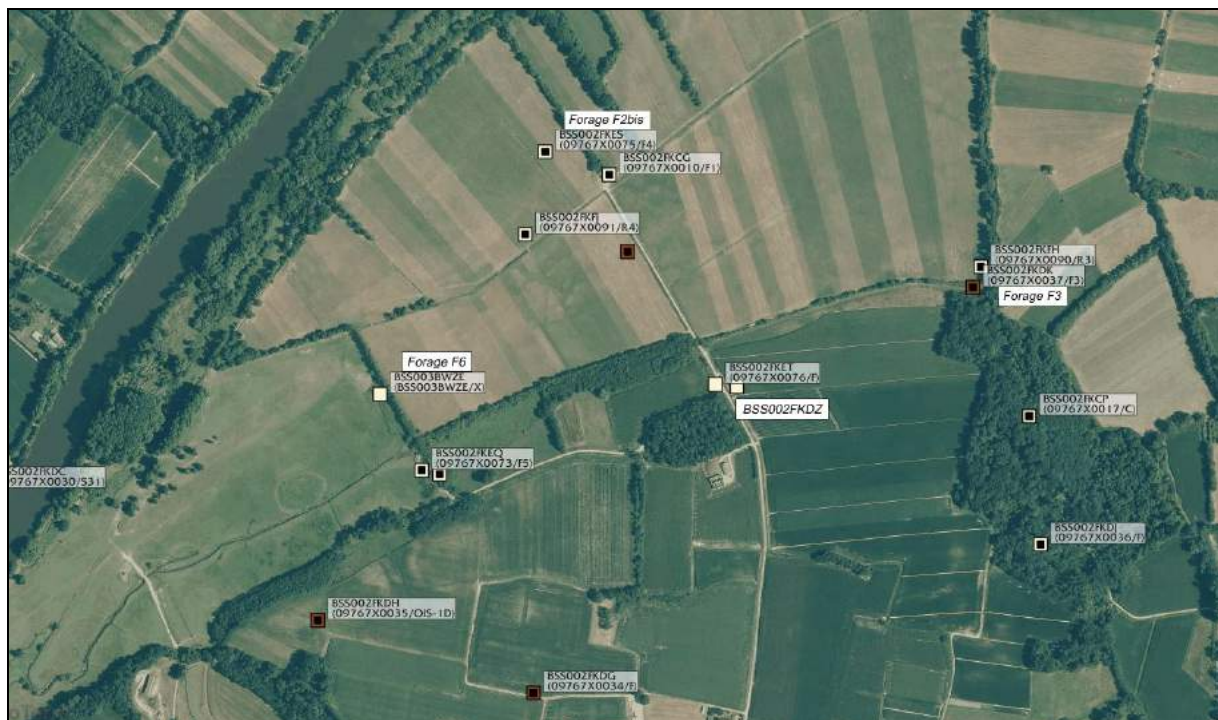 Forage F2bis
BSS002FKES
(09767X0075/F4)
BSS002FKCG
(09767X0010/F1)
BSS002FKFJ
(09767X0091/R4)
BSS002FKFH
(09767X0090/R3)
BSS002FKDK
(09767X0037/F3)
Forage F3
Forage F6
BSS003BWZE
(BSS003BWZE/X)
BSS002FKET
(09767X0076/F)
BSS002FKDZ
BSS002FKCP
(09767X0017/C)
BSS002FKEQ
(09767X0073/F5)
SS002FKDC
09767X0030/S31)
BSS002FKDJ
(09767X0036/F)
BSS002FKDH
(09767X0035/OIS-1D)
BSS002FKDG
(09767X0034/F)